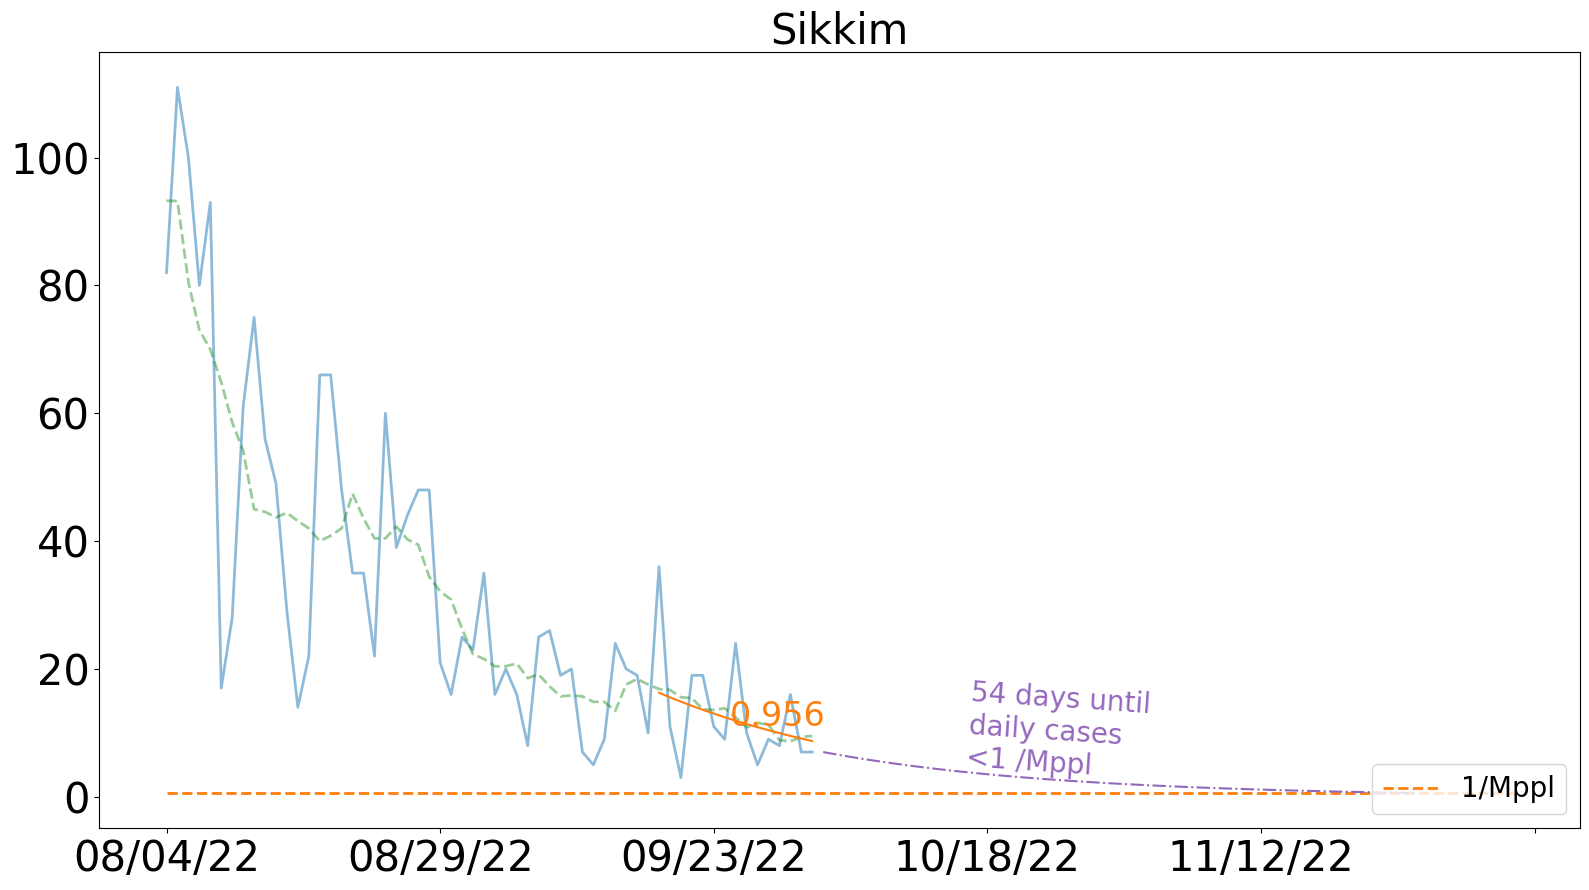 Sikkim
100
80
60
40
20
0
0.956
54 days until
daily cases
<1 /Mppl
1/Mppl
08/04/22
08/29/22
09/23/22
10/18/22
11/12/22